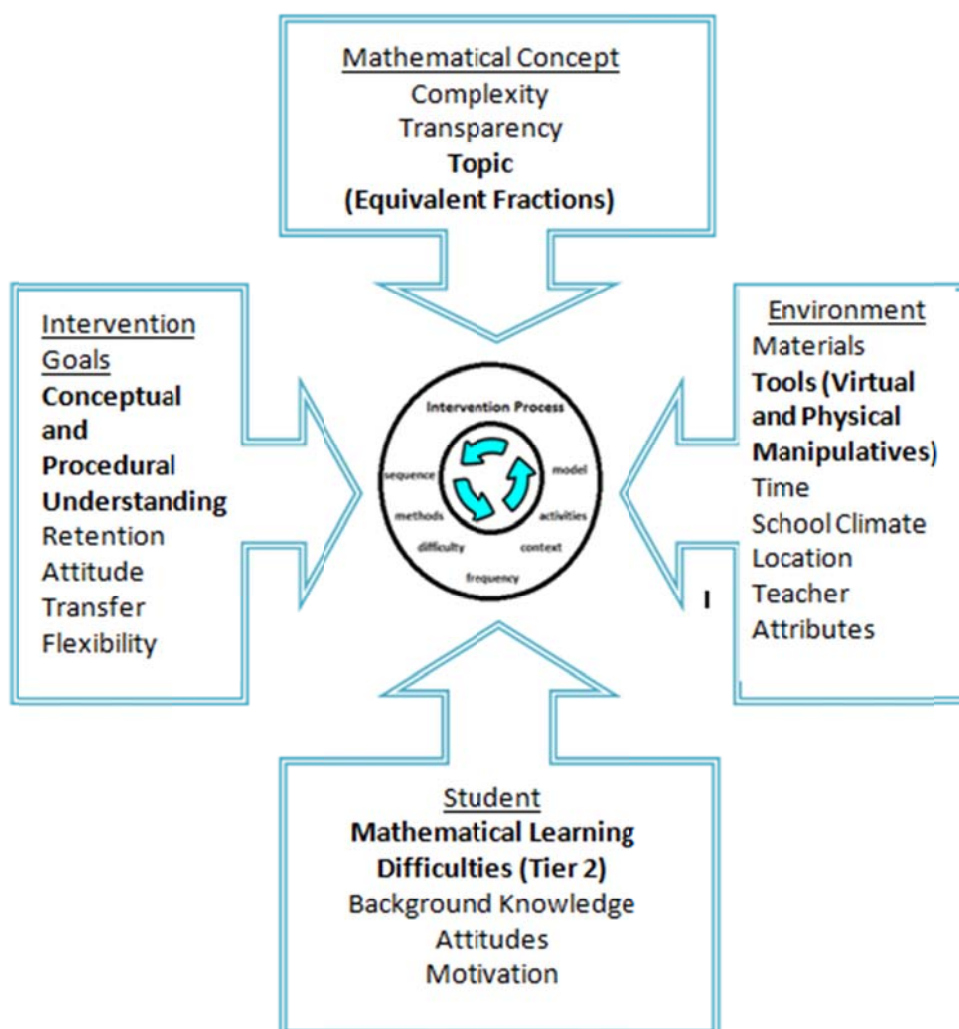 Mathematical Concept
Complexity
Transparency
Topic
(Equivalent Fractions)
Intervention
Goals
Conceptual
and
Procedural
Understanding
Retention
Attitude
Transfer
Flexibility
Intervention Process
sequence
model
methods
activities
difficulty
context
frequency
Environment
Materials
Tools (Virtual
and Physical
Manipulatives)
Time
School Climate
Location
Teacher
Attributes
I
Student
Mathematical Learning
Difficulties (Tier 2)
Background Knowledge
Attitudes
Motivation